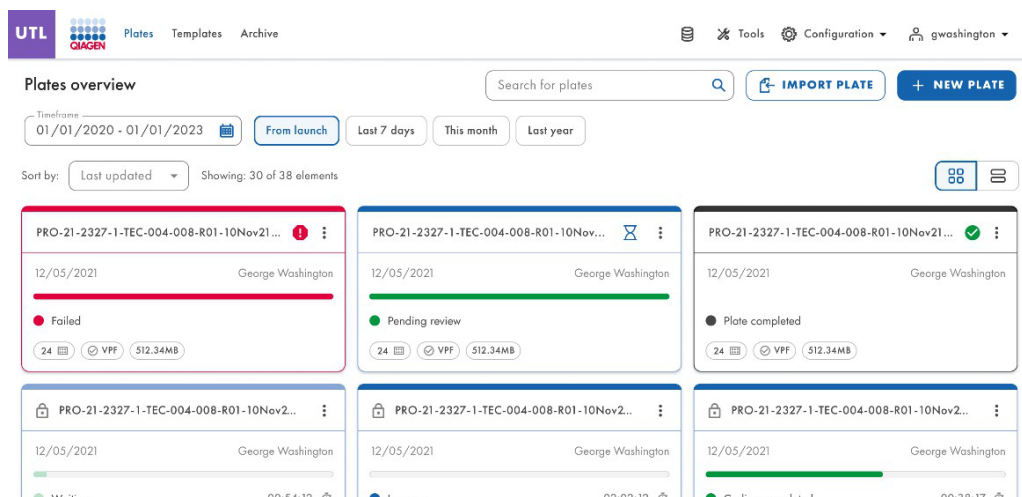 UTL QIAGEN Plates Templates Archive Tools Configuration gwashington
Plates overview Search for plates IMPORT PLATE + NEW PLATE
Timeframe
01/01/2020 - 01/01/2023 From launch Last 7 days This month Last year
Sort by: Last updated Showing: 30 of 38 elements
PRO-21-2327-1-TEC-004-008-R01-10Nov21... PRO-21-2327-1-TEC-004-008-R01-10Nov... PRO-21-2327-1-TEC-004-008-R01-10Nov21...
12/05/2021 George Washington 12/05/2021 George Washington 12/05/2021 George Washington
Failed Pending review Plate completed
24 VPF 512.34MB 24 VPF 512.34MB 24 VPF 512.34MB
PRO-21-2327-1-TEC-004-008-R01-10Nov2... PRO-21-2327-1-TEC-004-008-R01-10Nov2... PRO-21-2327-1-TEC-004-008-R01-10Nov2...
12/05/2021 George Washington 12/05/2021 George Washington 12/05/2021 George Washington